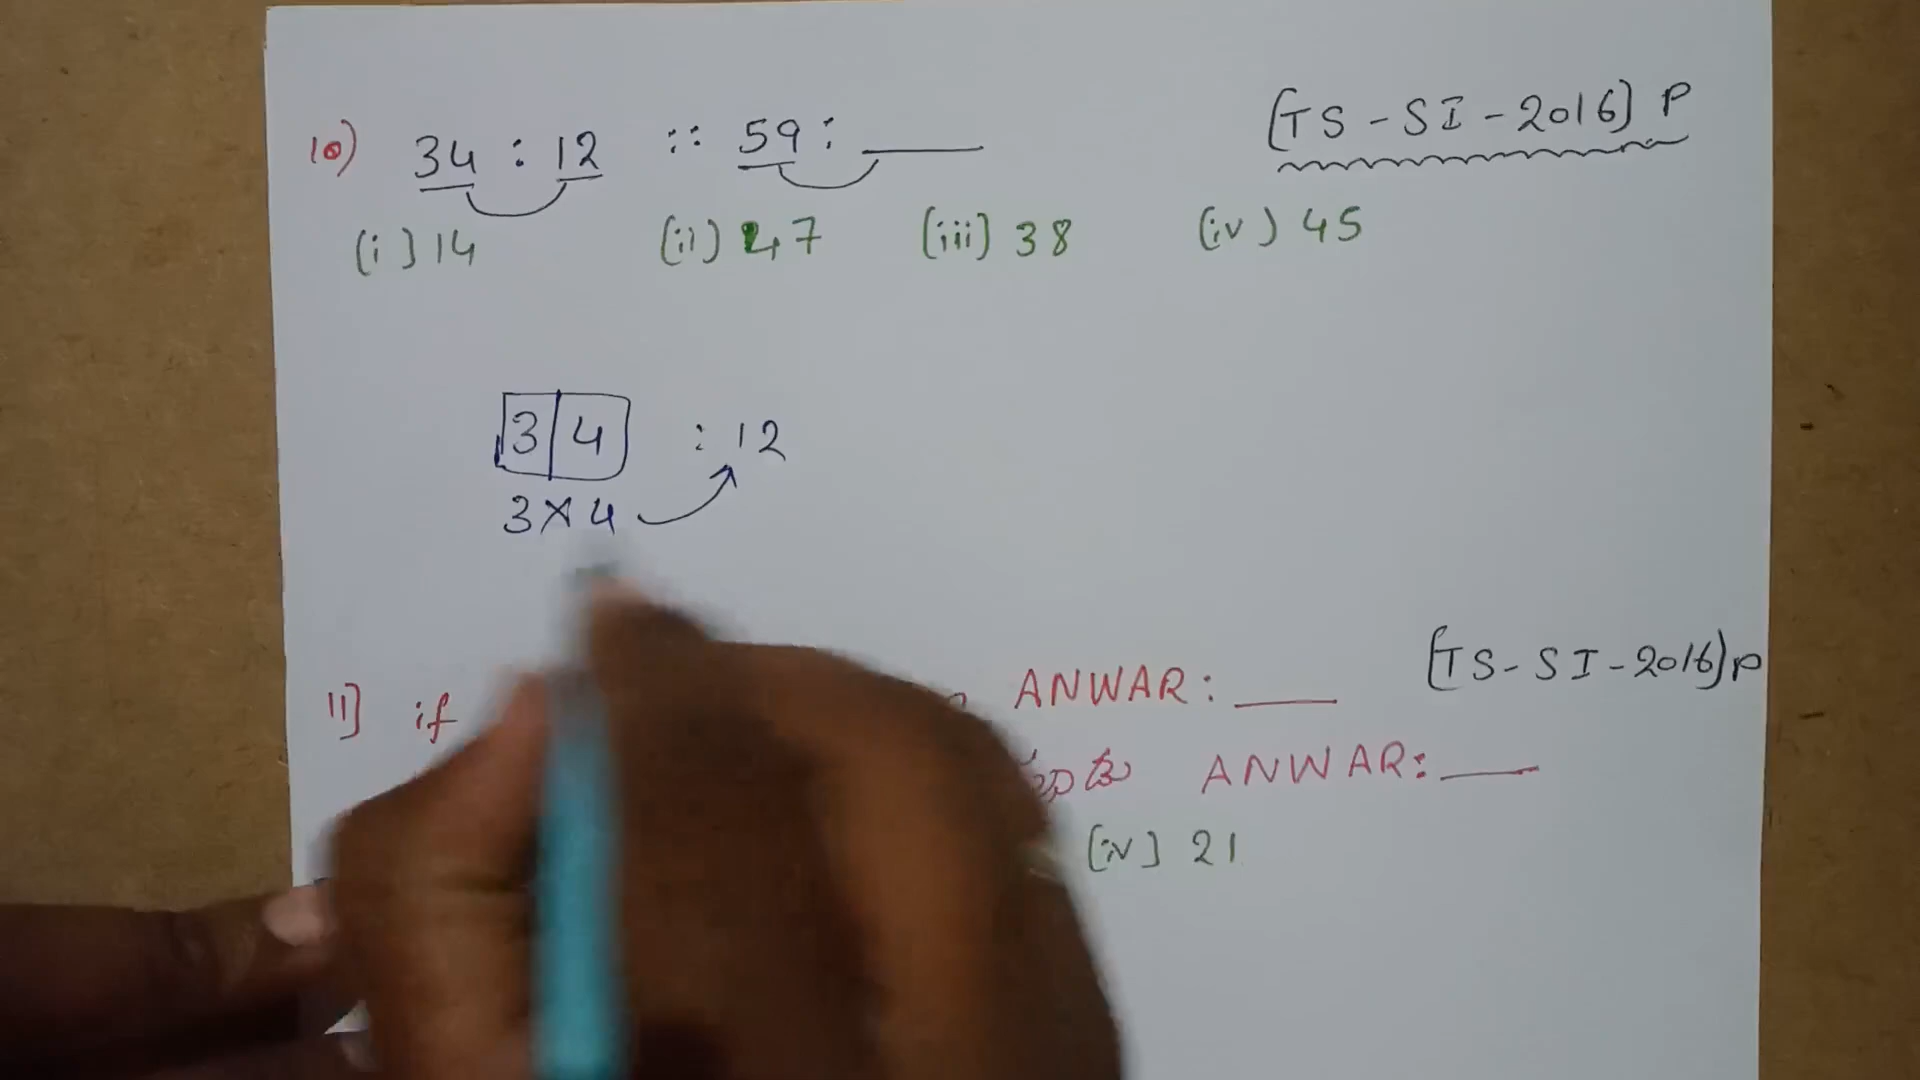 10) 34 : 12 :: 59 : ____ [TS - SI - 2016] P
(i) 14 (ii) 47 (iii) 38 (iv) 45
3 4 : 12
3 × 4
11] if ANWAR : ____ [TS - SI - 2016] P
ANWAR : ____
(iv] 21